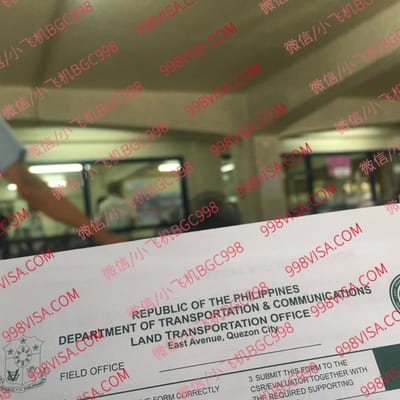 微信/小飞机BGC998
998VISA.COM
REPUBLIC OF THE PHILIPPINES
DEPARTMENT OF TRANSPORTATION & COMMUNICATIONS
LAND TRANSPORTATION OFFICE
East Avenue, Quezon City
FIELD OFFICE
FORM CORRECTLY
3 SUBMIT THIS FORM TO THE
CSR/EVALUATOR TOGETHER WITH
THE REQUIRED SUPPORTING